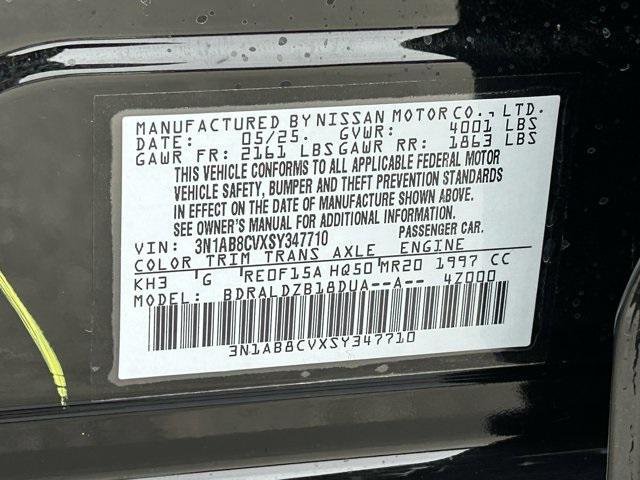 MANUFACTURED BY NISSAN MOTOR CO., LTD.
DATE: 05/25. GVWR: 4001 LBS
GAWR FR: 2161 LBS GAWR RR: 1863 LBS
THIS VEHICLE CONFORMS TO ALL APPLICABLE FEDERAL MOTOR
VEHICLE SAFETY, BUMPER AND THEFT PREVENTION STANDARDS
IN EFFECT ON THE DATE OF MANUFACTURE SHOWN ABOVE.
SEE OWNER'S MANUAL FOR ADDITIONAL INFORMATION.
VIN: 3N1AB8CVXSY347710 PASSENGER CAR.
COLOR TRIM TRANS AXLE ENGINE
KH3 G RE0F15A HQ50 MR20 1997 CC
MODEL: BDRALDZB18DUA--A-- 4Z000
3N1AB8CVXSY347710